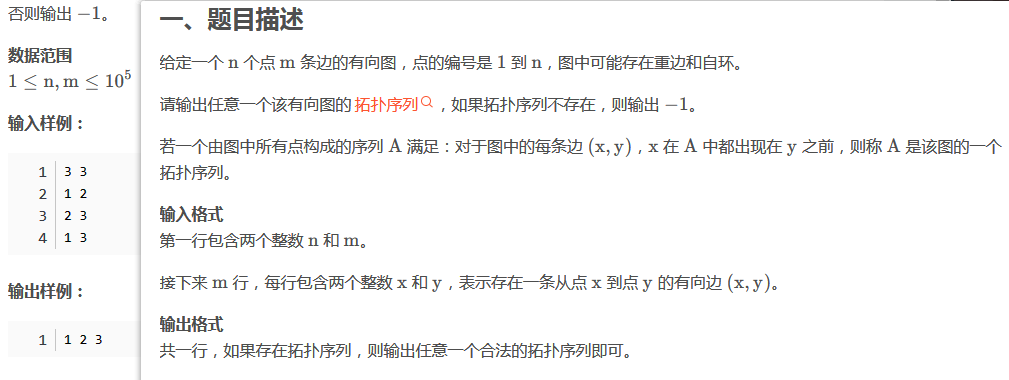 否则输出 −1。
数据范围
1 ≤ n, m ≤ 10⁵
输入样例：
1 3 3
2 1 2
3 2 3
4 1 3
输出样例：
1 1 2 3
一、题目描述
给定一个 n 个点 m 条边的有向图，点的编号是 1 到 n，图中可能存在重边和自环。
请输出任意一个该有向图的 拓扑序列，如果拓扑序列不存在，则输出 −1。
若一个由图中所有点构成的序列 A 满足：对于图中的每条边 (x, y)，x 在 A 中都出现在 y 之前，则称 A 是该图的一个
拓扑序列。
输入格式
第一行包含两个整数 n 和 m。
接下来 m 行，每行包含两个整数 x 和 y，表示存在一条从点 x 到点 y 的有向边 (x, y)。
输出格式
共一行，如果存在拓扑序列，则输出任意一个合法的拓扑序列即可。